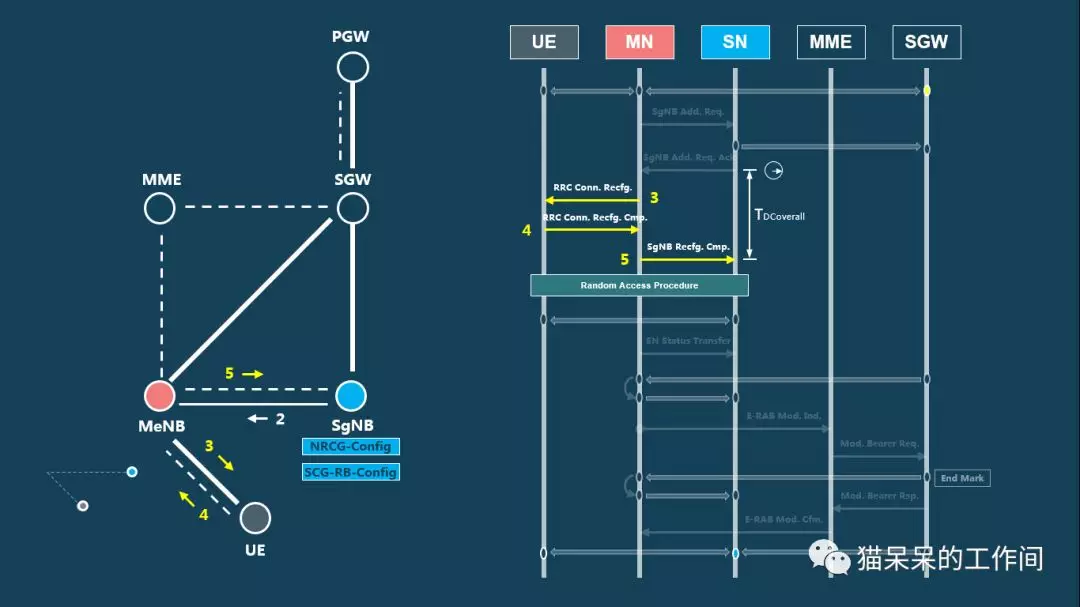 PGW
MME
SGW
5
2
MeNB
SgNB
NRCG-Config
SCG-RB-Config
3
4
UE
UE
MN
SN
MME
SGW
SgNB Add. Req.
SgNB Add. Req. Ack
RRC Conn. Recfg.
3
TDCoverall
4
RRC Conn. Recfg. Cmp.
5
SgNB Recfg. Cmp.
Random Access Procedure
SN Status Transfer
E-RAB Mod. Ind.
Mod. Bearer Req.
End Mark
Mod. Bearer Rsp.
E-RAB Mod. Cfm.
猫呆呆的工作间